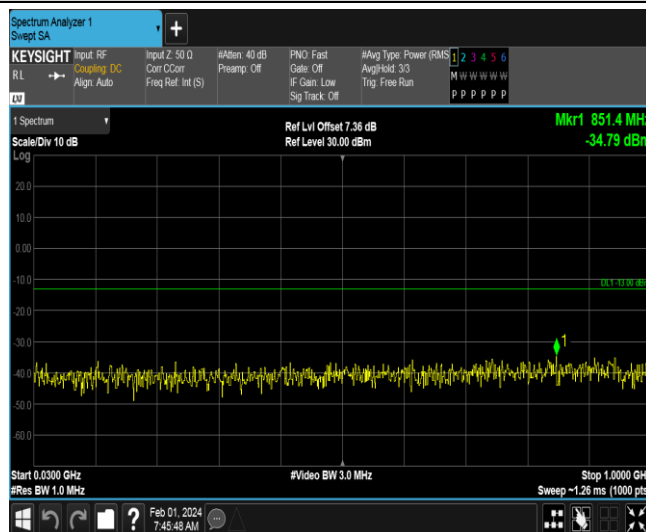 Spectrum Analyzer 1
Swept SA
+
KEYSIGHT
RL
LXI
Input: RF
Coupling: DC
Align: Auto
Input Z: 50 Ω
Corr CCorr
Freq Ref: Int (S)
#Atten: 40 dB
Preamp: Off
PNO: Fast
Gate: Off
IF Gain: Low
Sig Track: Off
#Avg Type: Power (RMS
Avg|Hold: 3/3
Trig: Free Run
1 2 3 4 5 6
M W W W W W
P P P P P P
1 Spectrum
Scale/Div 10 dB
Log
Ref Lvl Offset 7.36 dB
Ref Level 30.00 dBm
Mkr1 851.4 MHz
-34.79 dBm
20.0
10.0
0.00
-10.0
DL1 -13.00 dBm
-20.0
-30.0
1
-40.0
-50.0
-60.0
Start 0.0300 GHz
#Res BW 1.0 MHz
#Video BW 3.0 MHz
Stop 1.0000 GHz
Sweep ~1.26 ms (1000 pts)
?
Feb 01, 2024
7:45:48 AM